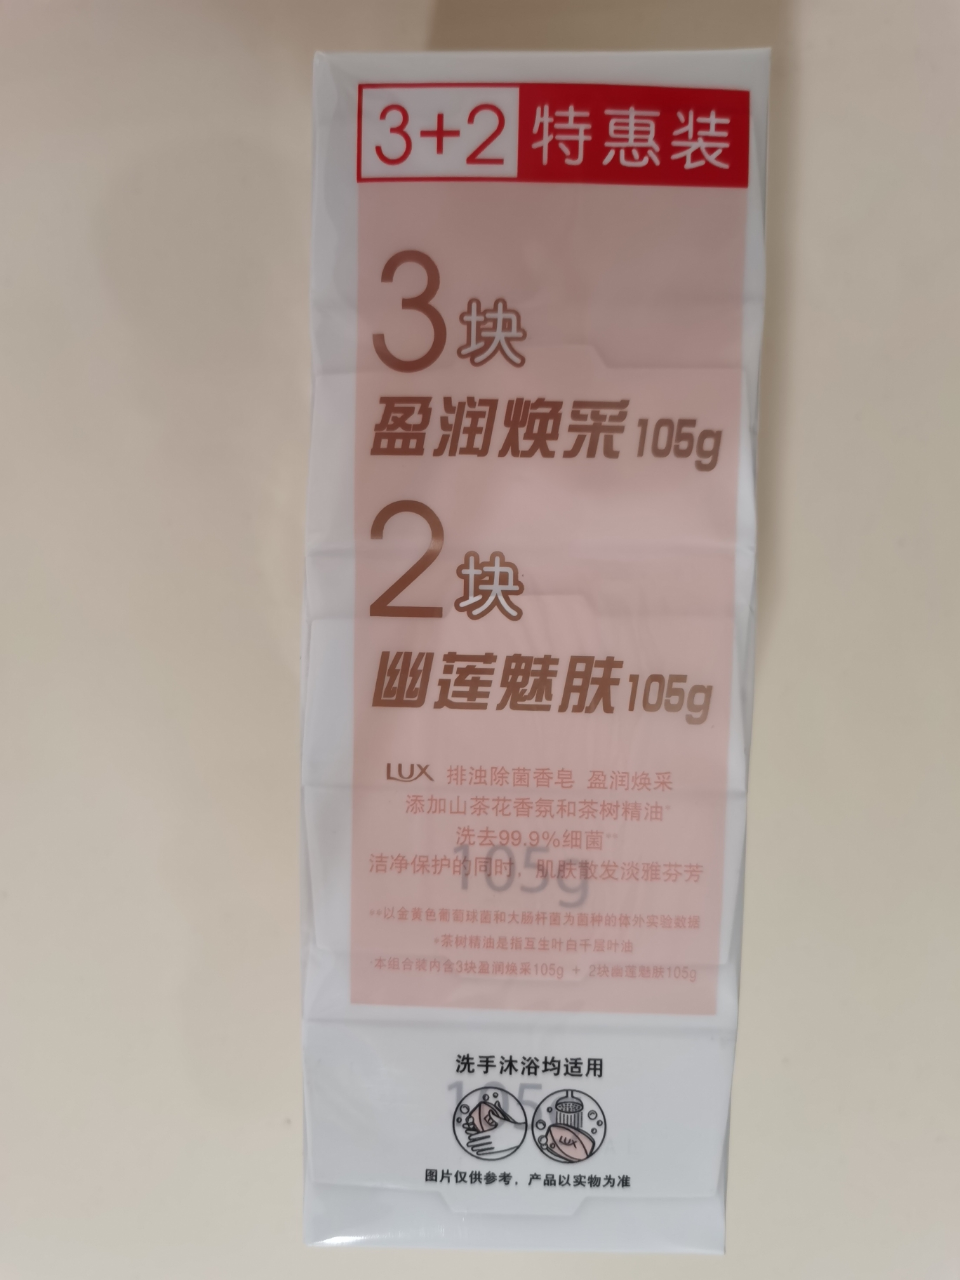 3+2 特惠装
3块
盈润焕采105g
2块
幽莲魅肤105g
LUX 排浊除菌香皂 盈润焕采
添加山茶花香氛和茶树精油*
洗去99.9%细菌**
洁净保护的同时，肌肤散发淡雅芬芳
105g
**以金黄色葡萄球菌和大肠杆菌为菌种的体外实验数据
*茶树精油是指互生叶白千层叶油
·本组合装内含3块盈润焕采105g + 2块幽莲魅肤105g
洗手沐浴均适用
105
LUX
图片仅供参考，产品以实物为准